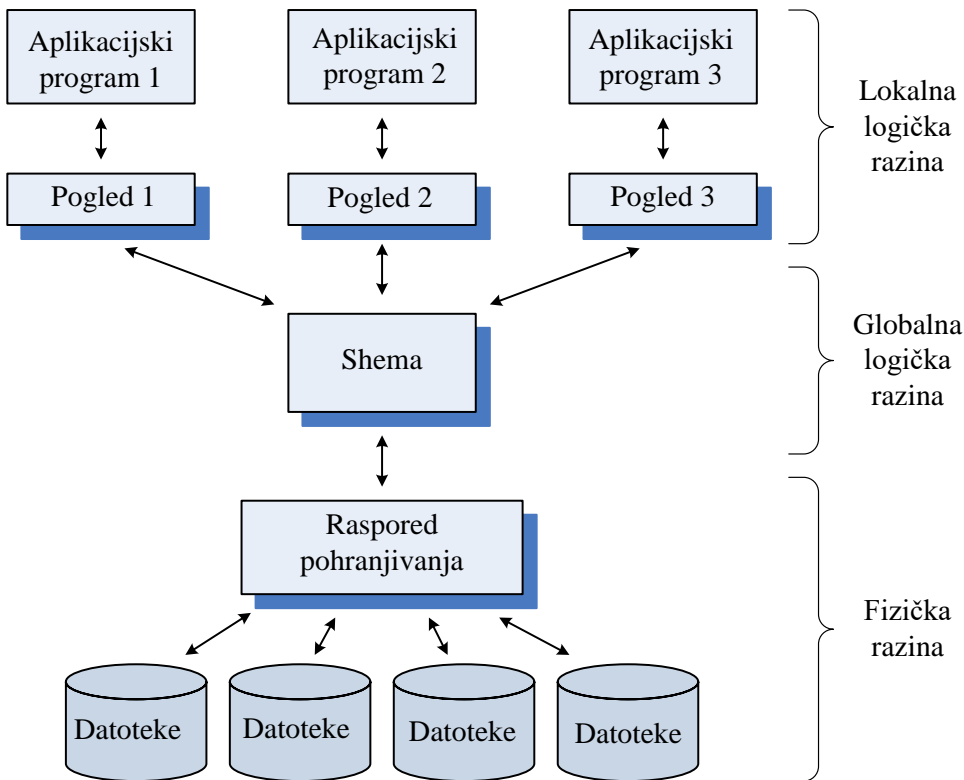 Aplikacijski
program 1
Aplikacijski
program 2
Aplikacijski
program 3
Lokalna
logička
razina
Pogled 1
Pogled 2
Pogled 3
Shema
Globalna
logička
razina
Raspored
pohranjivanja
Fizička
razina
Datoteke
Datoteke
Datoteke
Datoteke